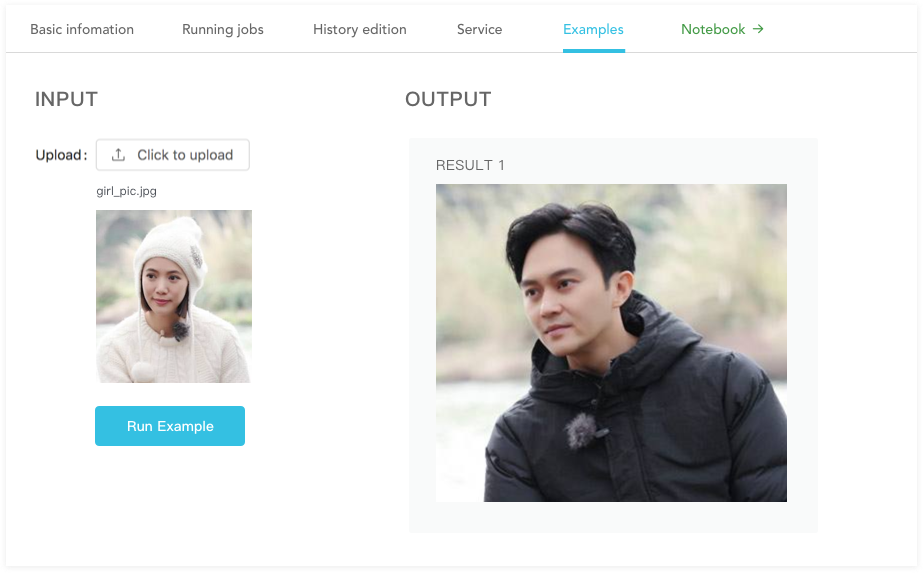 Basic infomation Running jobs History edition Service Examples Notebook →
INPUT OUTPUT
Upload: Click to upload
RESULT 1
girl_pic.jpg
Run Example